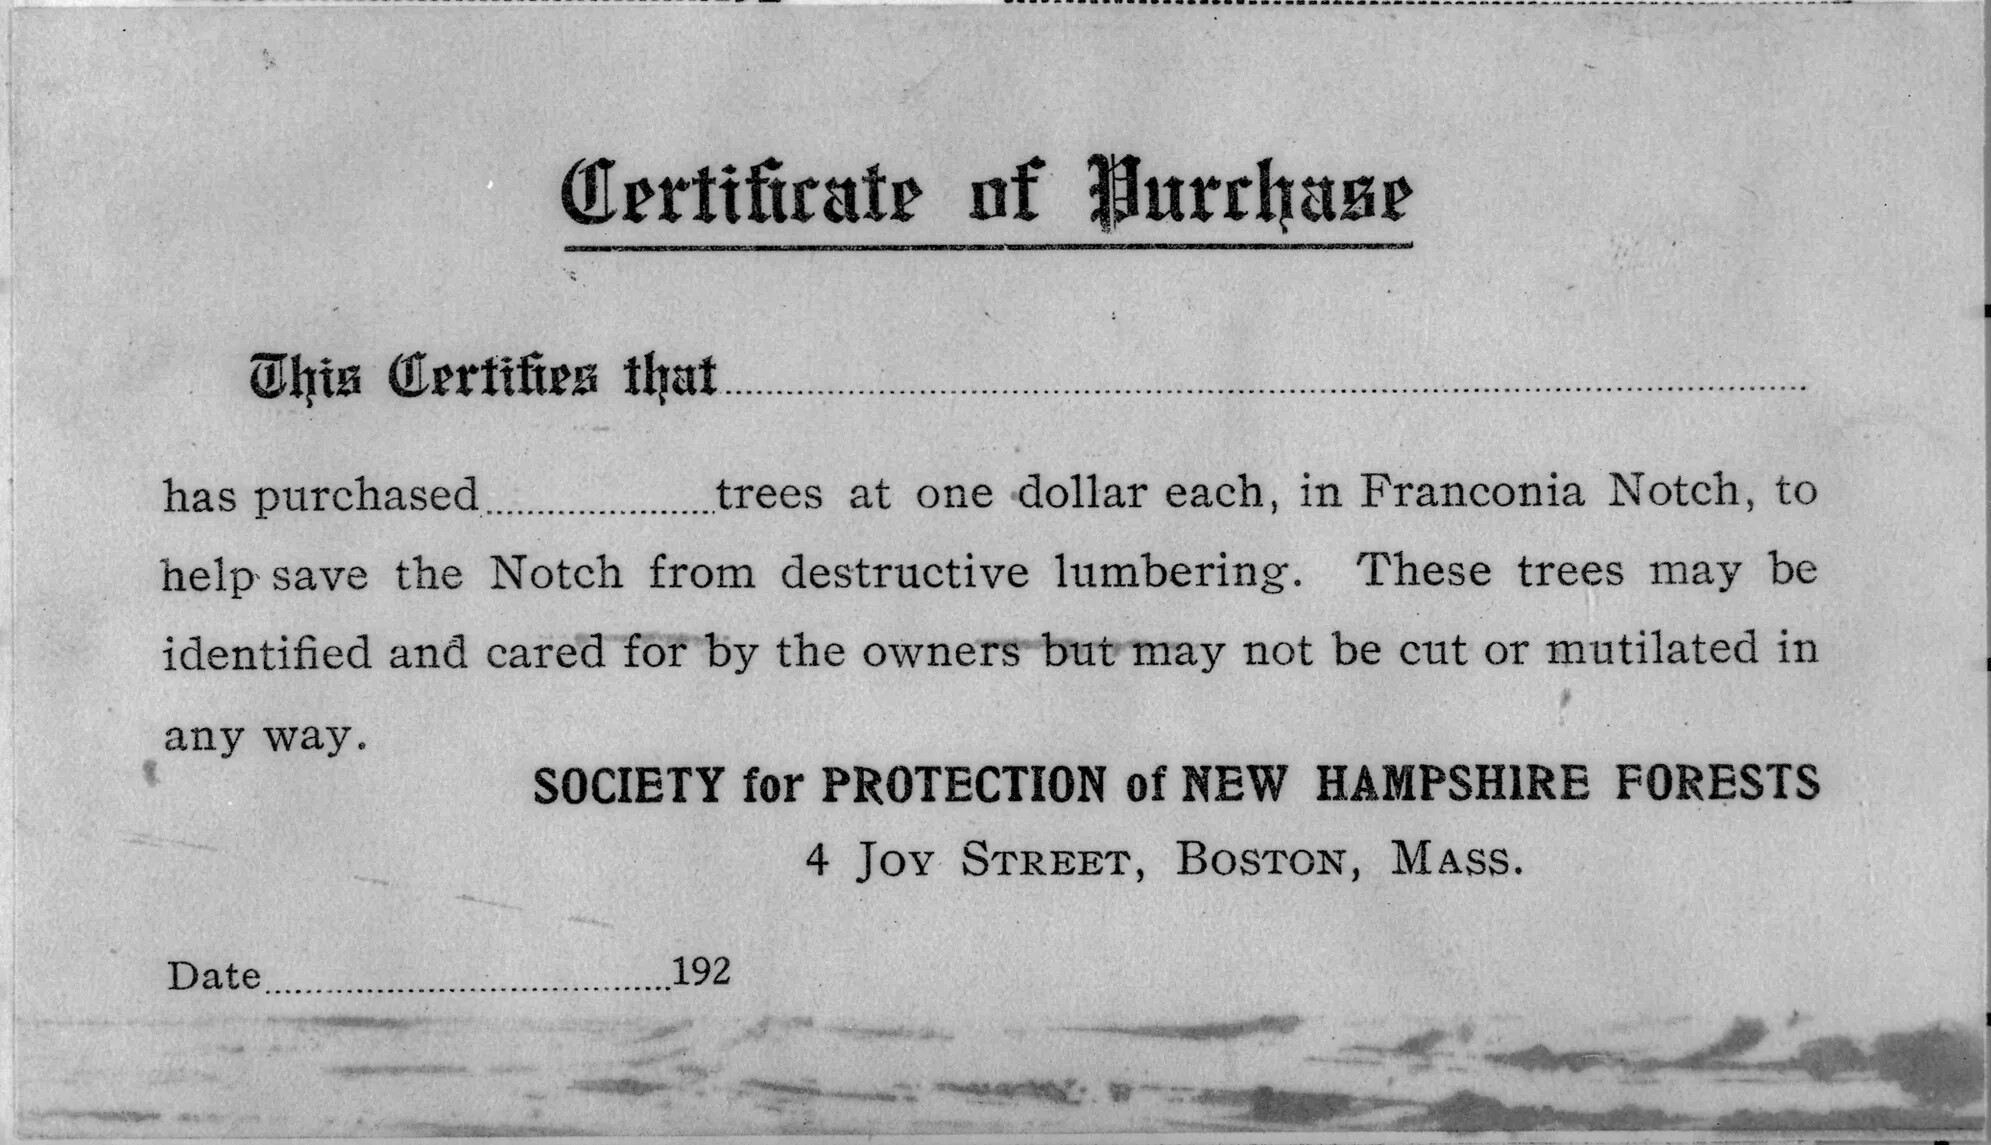 Certificate of Purchase
This Certifies that
has purchased trees at one dollar each, in Franconia Notch, to
help save the Notch from destructive lumbering. These trees may be
identified and cared for by the owners but may not be cut or mutilated in
any way.
SOCIETY for PROTECTION of NEW HAMPSHIRE FORESTS
4 JOY STREET, BOSTON, MASS.
Date 192